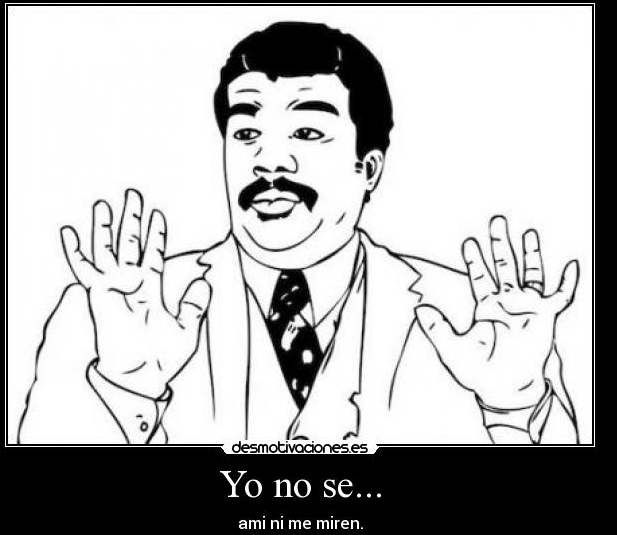 desmotivaciones.es
Yo no se...
ami ni me miren.